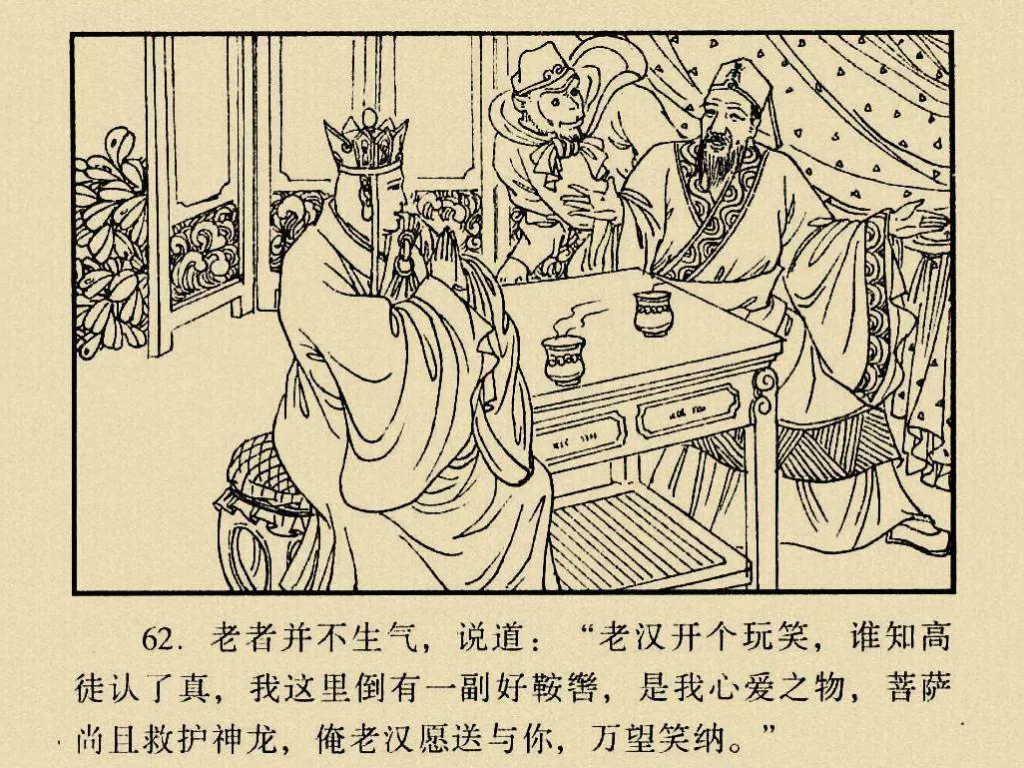 62. 老者并不生气，说道：“老汉开个玩笑，谁知高
徒认了真，我这里倒有一副好鞍辔，是我心爱之物，菩萨
尚且救护神龙，俺老汉愿送与你，万望笑纳。”